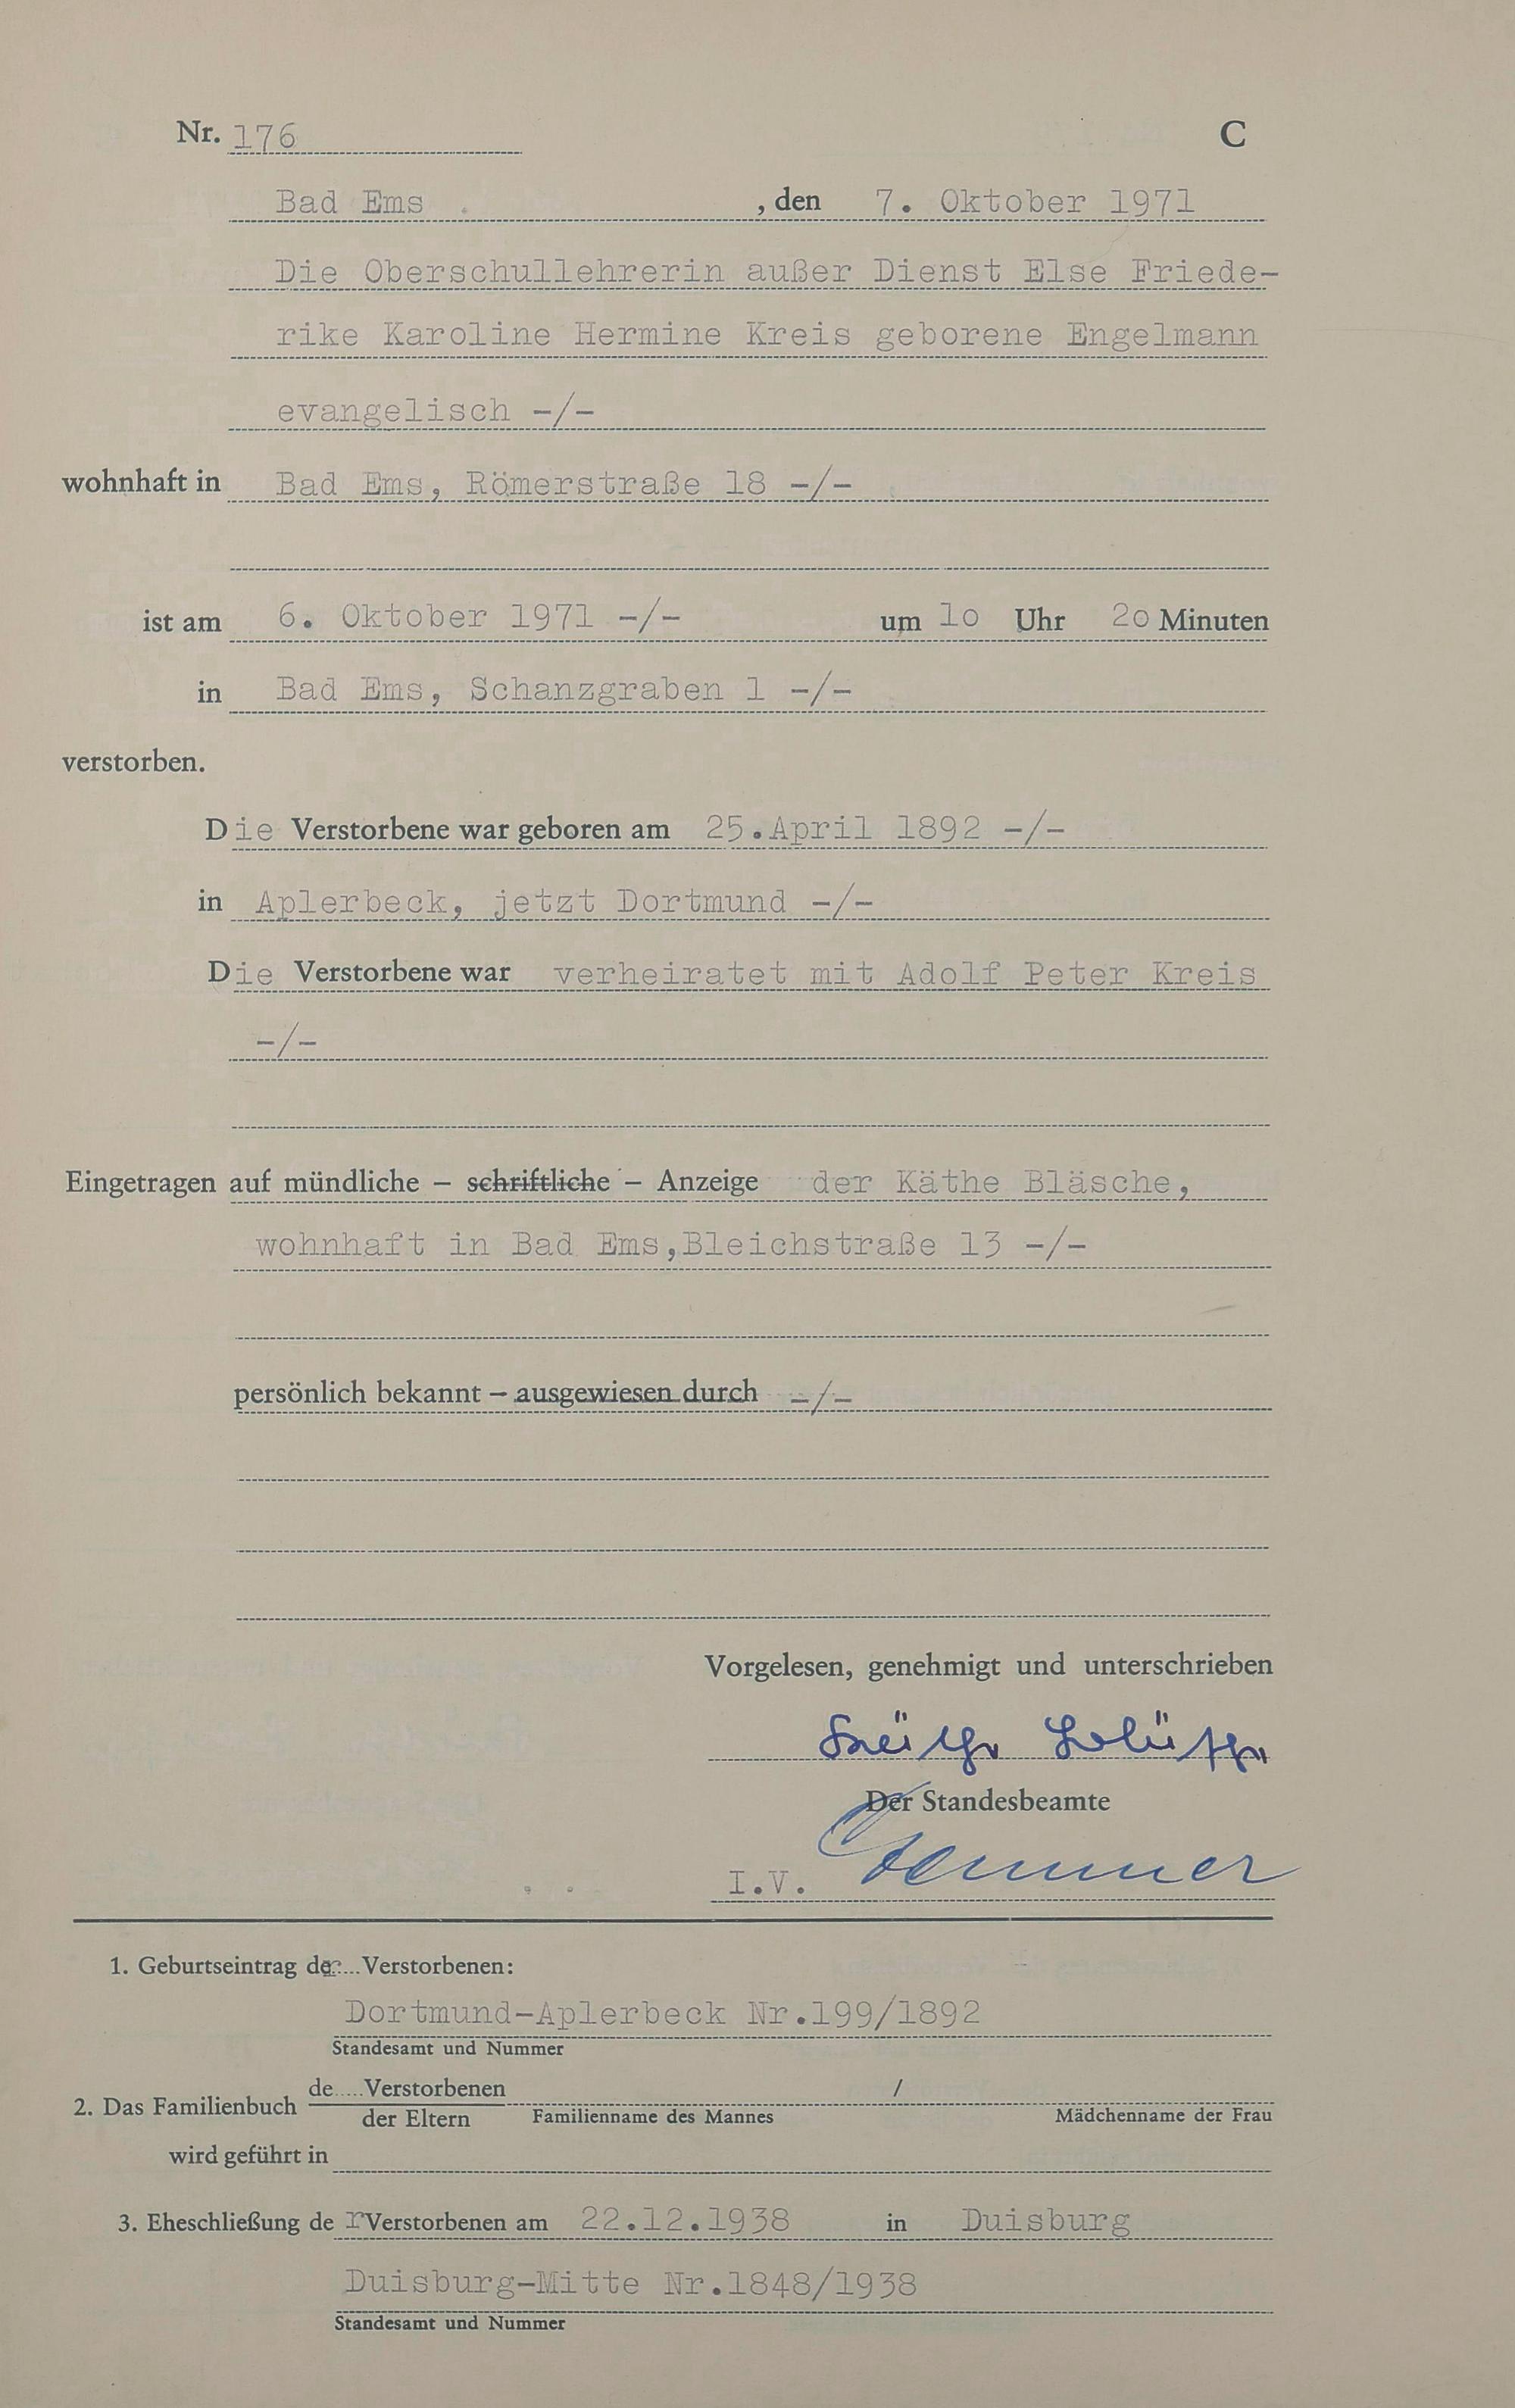 Nr. 176 C
Bad Ems , den 7. Oktober 1971
Die Oberschullehrerin außer Dienst Else Friede-
rike Karoline Hermine Kreis geborene Engelmann
evangelisch -/-
wohnhaft in Bad Ems, Römerstraße 18 -/-
ist am 6. Oktober 1971 -/- um lo Uhr 2o Minuten
in Bad Ems, Schanzgraben 1 -/-
verstorben.
Die Verstorbene war geboren am 25.April 1892 -/-
in Aplerbeck, jetzt Dortmund -/-
Die Verstorbene war verheiratet mit Adolf Peter Kreis
-/-
Eingetragen auf mündliche – schriftliche – Anzeige der Käthe Bläsche,
wohnhaft in Bad Ems,Bleichstraße 13 -/-
persönlich bekannt – ausgewiesen durch -/-
Vorgelesen, genehmigt und unterschrieben
Käthe Bläsche
Der Standesbeamte
I.V.
1. Geburtseintrag der Verstorbenen:
Dortmund-Aplerbeck Nr.199/1892
Standesamt und Nummer
de.....Verstorbenen /
2. Das Familienbuch der Eltern Familienname des Mannes Mädchenname der Frau
wird geführt in
3. Eheschließung der Verstorbenen am 22.12.1938 in Duisburg
Duisburg-Mitte Nr.1848/1938
Standesamt und Nummer